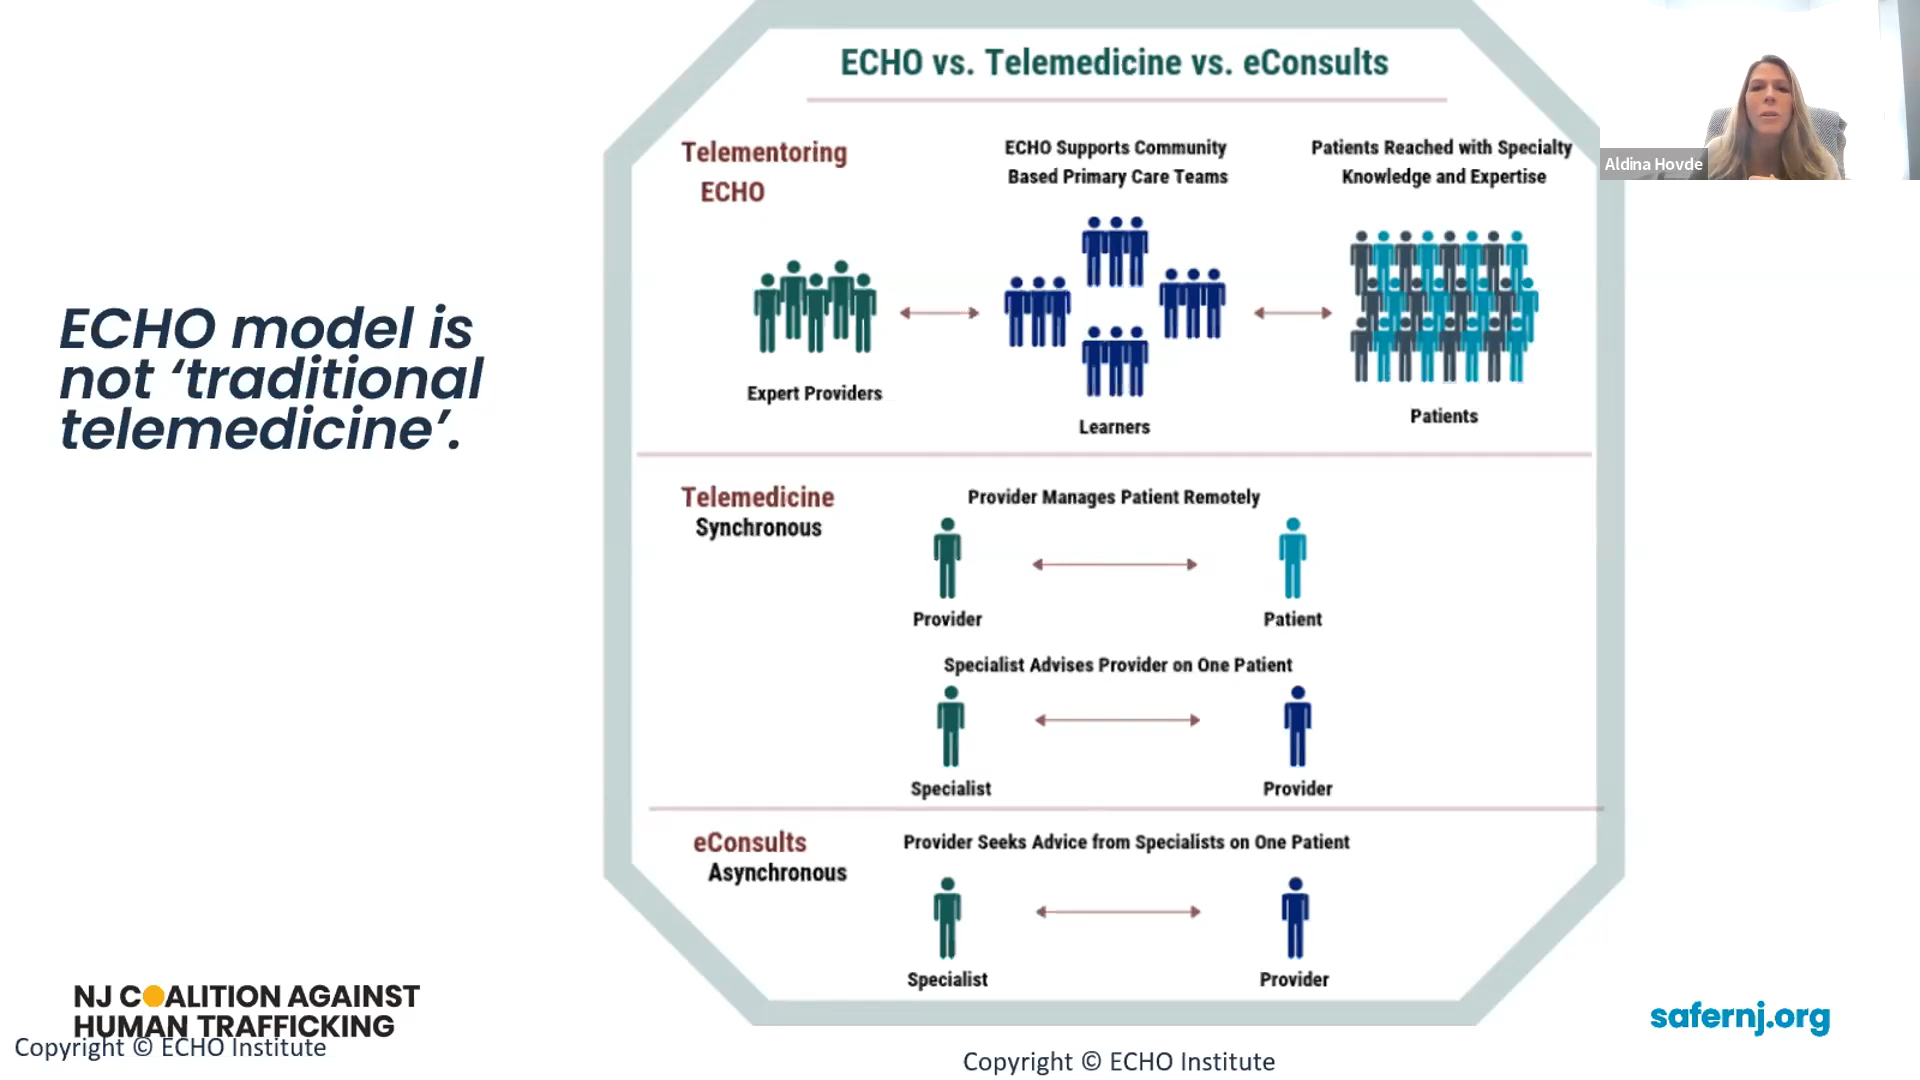 ECHO model is
not ‘traditional
telemedicine’.
ECHO vs. Telemedicine vs. eConsults
Telementoring
ECHO
ECHO Supports Community
Based Primary Care Teams
Patients Reached with Specialty
Knowledge and Expertise
Expert Providers
Learners
Patients
Telemedicine
Synchronous
Provider Manages Patient Remotely
Provider
Patient
Specialist Advises Provider on One Patient
Specialist
Provider
eConsults
Asynchronous
Provider Seeks Advice from Specialists on One Patient
Specialist
Provider
Aldina Hovde
NJ COALITION AGAINST
HUMAN TRAFFICKING
Copyright © ECHO Institute
Copyright © ECHO Institute
safernj.org